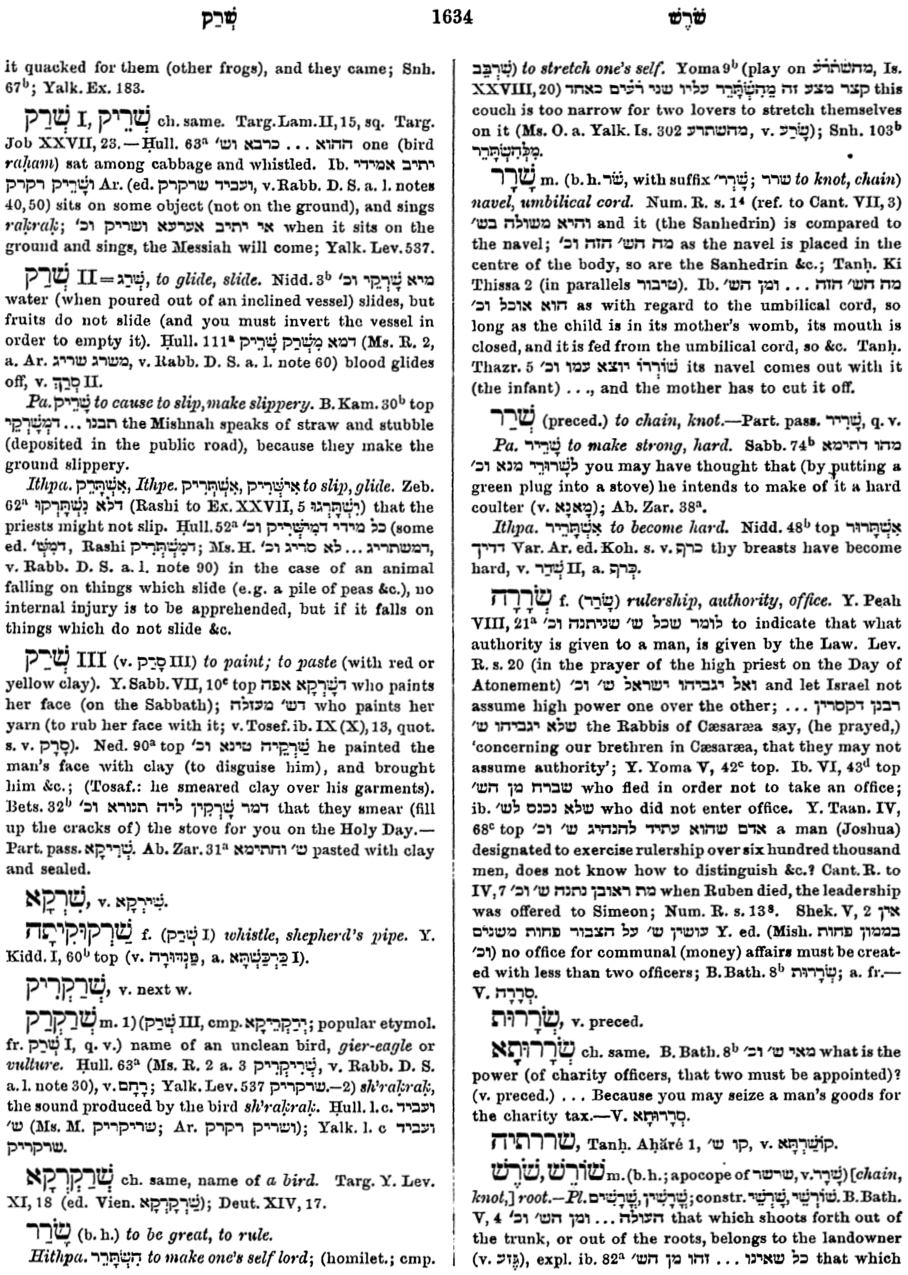 שְׁרַק 1634 שֹׁרֶשׁ
it quacked for them (other frogs), and they came; Snh.
67ᵇ; Yalk. Ex. 183.
שְׁרַק I, שְׁרֵיק ch. same. Targ. Lam. II, 15, sq. Targ.
Job XXVII, 23.—Ḥull. 63ᵃ ההוא ... כרבא וש' one (bird
raḥam) sat among cabbage and whistled. Ib. יתיב אמידי
וּשְׁרֵיק רקרק Ar. (ed. ועביד שרקרק, v. Rabb. D. S. a. l. notes
40, 50) sits on some object (not on the ground), and sings
rakrak; אי יתיב אערעא ושריק וכ' when it sits on the
ground and sings, the Messiah will come; Yalk. Lev. 537.
שְׁרַק II = שְׁרַג, to glide, slide. Nidd. 3ᵇ מיא שָׁרְקֵי וכ'
water (when poured out of an inclined vessel) slides, but
fruits do not slide (and you must invert the vessel in
order to empty it). Ḥull. 111ᵃ דמא מִשְׁרַק שָׁרֵיק (Ms. R. 2,
a. Ar. משרג שריג, v. Rabb. D. S. a. l. note 60) blood glides
off, v. סְרַךְ II.
Pa. שָׁרֵיק to cause to slip, make slippery. B. Kam. 30ᵇ top
תבנו ... דִּמְשָׁרְקֵי the Mishnah speaks of straw and stubble
(deposited in the public road), because they make the
ground slippery.
Ithpa. אִשְׁתָּרֵק, Ithpe. אִישְׁרֵיק, אִשְׁתְּרֵיק to slip, glide. Zeb.
62ᵃ דלא נִשְׁתָּרְקוּ (Rashi to Ex. XXVII, 5 יִשְׁתָּרְגוּ) that the
priests might not slip. Ḥull. 52ᵃ כל מידי דמִישְּׁרֵיק וכ' (some
ed. דִּמְשּׁ', Rashi דמִשְׁתְּרֵיק; Ms. H. דמשתריג ... לא סריג וכ',
v. Rabb. D. S. a. l. note 90) in the case of an animal
falling on things which slide (e.g. a pile of peas &c.), no
internal injury is to be apprehended, but if it falls on
things which do not slide &c.
שְׁרַק III (v. סְרַק III) to paint; to paste (with red or
yellow clay). Y. Sabb. VII, 10ᶜ top דשָׁרְקָא אפה who paints
her face (on the Sabbath); דש' מעזלה who paints her
yarn (to rub her face with it; v. Tosef. ib. IX (X), 13, quot.
s. v. סְרַק). Ned. 90ᵃ top שַׁרְקֵיהּ טינא וכ' he painted the
man's face with clay (to disguise him), and brought
him &c.; (Tosaf.: he smeared clay over his garments).
Bets. 32ᵇ דמר שָׁרְקִין ליה תנורא וכ' that they smear (fill
up the cracks of) the stove for you on the Holy Day.—
Part. pass. שְׁרִיקָא. Ab. Zar. 31ᵃ ש' וחתימא pasted with clay
and sealed.
שִׁרְקָא, v. שִׁירְקָא.
שַׁרְקוּקִיתָה f. (שְׁרַק I) whistle, shepherd's pipe. Y.
Kidd. I, 60ᵇ top (v. פַּנְדּוּרָה, a. כַּרְכַּשְׁתָּא I).
שְׁרַקְרִיק, v. next w.
שְׁרַקְרַק m. 1) (שְׁרַק III, cmp. יְרַקְרֵיקָא; popular etymol.
fr. שְׁרַק I, q. v.) name of an unclean bird, gier-eagle or
vulture. Ḥull. 63ᵃ (Ms. R. 2 a. 3 שְׁרֵיקְרֵיק, v. Rabb. D. S.
a. l. note 30), v. רָחָם; Yalk. Lev. 537 שרקריק.—2) sh'raḳraḳ,
the sound produced by the bird sh'raḳraḳ. Ḥull. l. c. ועביד
ש' (Ms. M. שריקריק; Ar. ושריק רקרק); Yalk. l. c ועביד
שרקריק.
שְׁרַקְרְקָא ch. same, name of a bird. Targ. Y. Lev.
XI, 18 (ed. Vien. שְׁרַקְרַקָא); Deut. XIV, 17.
שָׂרַר (b. h.) to be great, to rule.
Hithpa. הִשְׂתָּרֵר to make one's self lord; (homilet.; cmp.
שְׁרְבֵּב) to stretch one's self. Yoma 9ᵇ (play on מהשתרע, Is.
XXVIII, 20) קצר מצע זה מֵהִשְׂתָּרֵר עליו שני רֵעִים כאחד this
couch is too narrow for two lovers to stretch themselves
on it (Ms. O. a. Yalk. Is. 302 מהשתרע, v. שָׂרַע); Snh. 103ᵇ
מִלְּהִשְׂתָּרֵר.
שְׁרָר m. (b. h. שֹׁר, with suffix שָׁרְר'; שרר to knot, chain)
navel, umbilical cord. Num. R. s. 1⁴ (ref. to Cant. VII, 3)
והיא משולה בש' and it (the Sanhedrin) is compared to
the navel; מה הש' הזה וכ' as the navel is placed in the
centre of the body, so are the Sanhedrin &c.; Tanḥ. Ki
Thissa 2 (in parallels טיבור). Ib. מה הש' הזה ... ומן הש'
הוא אוכל וכ' as with regard to the umbilical cord, so
long as the child is in its mother's womb, its mouth is
closed, and it is fed from the umbilical cord, so &c. Tanḥ.
Thazr. 5 שׁוֹרְרוֹ יוצא עמו וכ' its navel comes out with it
(the infant) ..., and the mother has to cut it off.
שְׁרַר (preced.) to chain, knot.—Part. pass. שְׁרִיר, q. v.
Pa. שָׁרֵיר to make strong, hard. Sabb. 74ᵇ מהו דתימא
לשָׁרוּרֵי מנא וכ' you may have thought that (by putting a
green plug into a stove) he intends to make of it a hard
coulter (v. מָאנָא); Ab. Zar. 38ᵃ.
Ithpa. אִשְׁתָּרֵיר to become hard. Nidd. 48ᵇ top אִשְׁתָּרוּר
דדיך Var. Ar. ed. Koh. s. v. כרף thy breasts have become
hard, v. שְׁדַר II, a. כְּרַף.
שְׂרָרָה f. (שָׂרַר) rulership, authority, office. Y. Peah
VIII, 21ᵃ לומר שכל ש' שניתנה וכ' to indicate that what
authority is given to a man, is given by the Law. Lev.
R. s. 20 (in the prayer of the high priest on the Day of
Atonement) ואל יגביהו ישראל ש' וכ' and let Israel not
assume high power one over the other; רבנן דקסרין ...
שלא יגביהו ש' the Rabbis of Cæsaræa say, (he prayed,)
'concerning our brethren in Cæsaræa, that they may not
assume authority'; Y. Yoma V, 42ᶜ top. Ib. VI, 43ᵈ top
שברח מן הש' who fled in order not to take an office;
ib. שלא נכנס לש' who did not enter office. Y. Taan. IV,
68ᶜ top אדם שהוא עתיד להנהיג ש' וכ' a man (Joshua)
designated to exercise rulership over six hundred thousand
men, does not know how to distinguish &c.? Cant. R. to
IV, 7 מת ראובן נתנה ש' וכ' when Ruben died, the leadership
was offered to Simeon; Num. R. s. 13⁸. Shek. V, 2 אין
עושין ש' על הצבור פחות משנים Y. ed. (Mish. בממון פחות
וכ') no office for communal (money) affairs must be creat-
ed with less than two officers; B. Bath. 8ᵇ שְׂרָרוּת; a. fr.—
V. סְרָרָה.
שְׂרָרוּת, v. preced.
שְׂרָרוּתָא ch. same. B. Bath. 8ᵇ מאי ש' וכ' what is the
power (of charity officers, that two must be appointed)?
(v. preced.) ... Because you may seize a man's goods for
the charity tax.—V. סְרָרוּתָא.
שררתיה, Tanḥ. Aḥăré 1, קו ש', v. קוֹשַׁרְתָּא.
שׁוֹרֶשׁ, שֹׁרֶשׁ m. (b. h.; apocope of שרשר, v. שְׁרָר) [chain,
knot,] root.—Pl. שָׁרָשִׁין, שָׁרָשִׁים; constr. שׁוֹרְשֵׁי, שָׁרְשֵׁי. B. Bath.
V, 4 העולה ... ומן הש' וכ' that which shoots forth out of
the trunk, or out of the roots, belongs to the landowner
(v. גֶּזַע), expl. ib. 82ᵃ כל שאינו ... זהו מן הש' that which